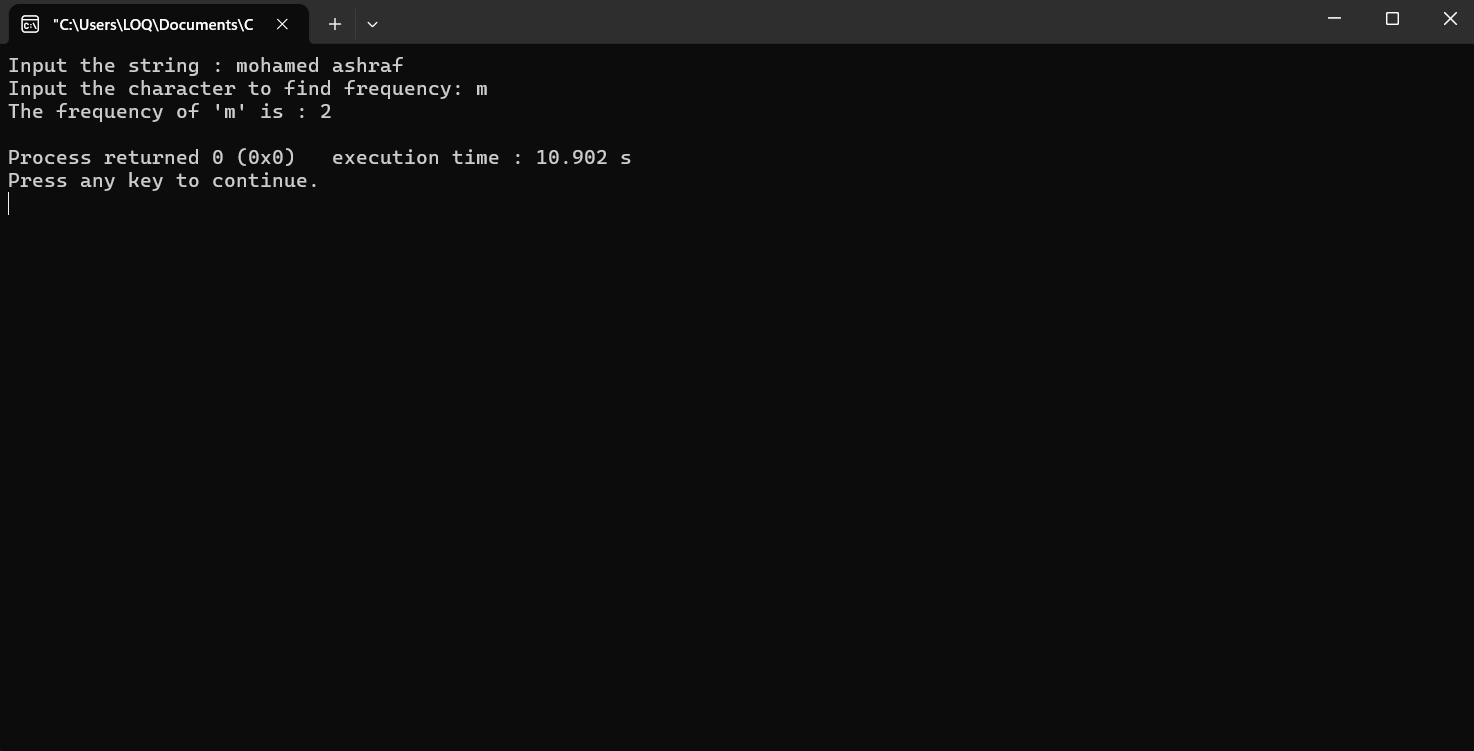 "C:\Users\LOQ\Documents\C
Input the string : mohamed ashraf
Input the character to find frequency: m
The frequency of 'm' is : 2
Process returned 0 (0x0)   execution time : 10.902 s
Press any key to continue.